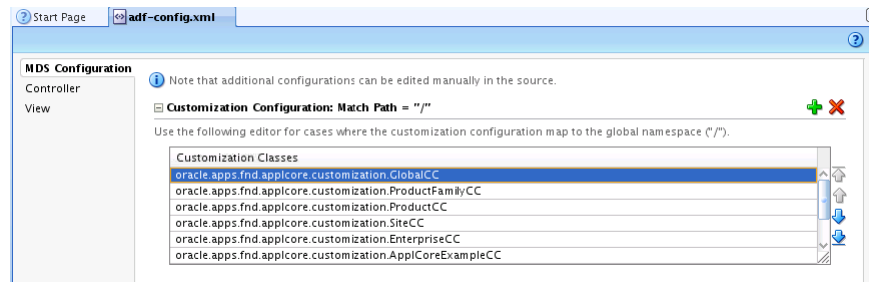 Start Page adf-config.xml
MDS Configuration
Controller
View
Note that additional configurations can be edited manually in the source.
Customization Configuration: Match Path = "/"
Use the following editor for cases where the customization configuration map to the global namespace ("/").
Customization Classes
oracle.apps.fnd.applcore.customization.GlobalCC
oracle.apps.fnd.applcore.customization.ProductFamilyCC
oracle.apps.fnd.applcore.customization.ProductCC
oracle.apps.fnd.applcore.customization.SiteCC
oracle.apps.fnd.applcore.customization.EnterpriseCC
oracle.apps.fnd.applcore.customization.ApplCoreExampleCC